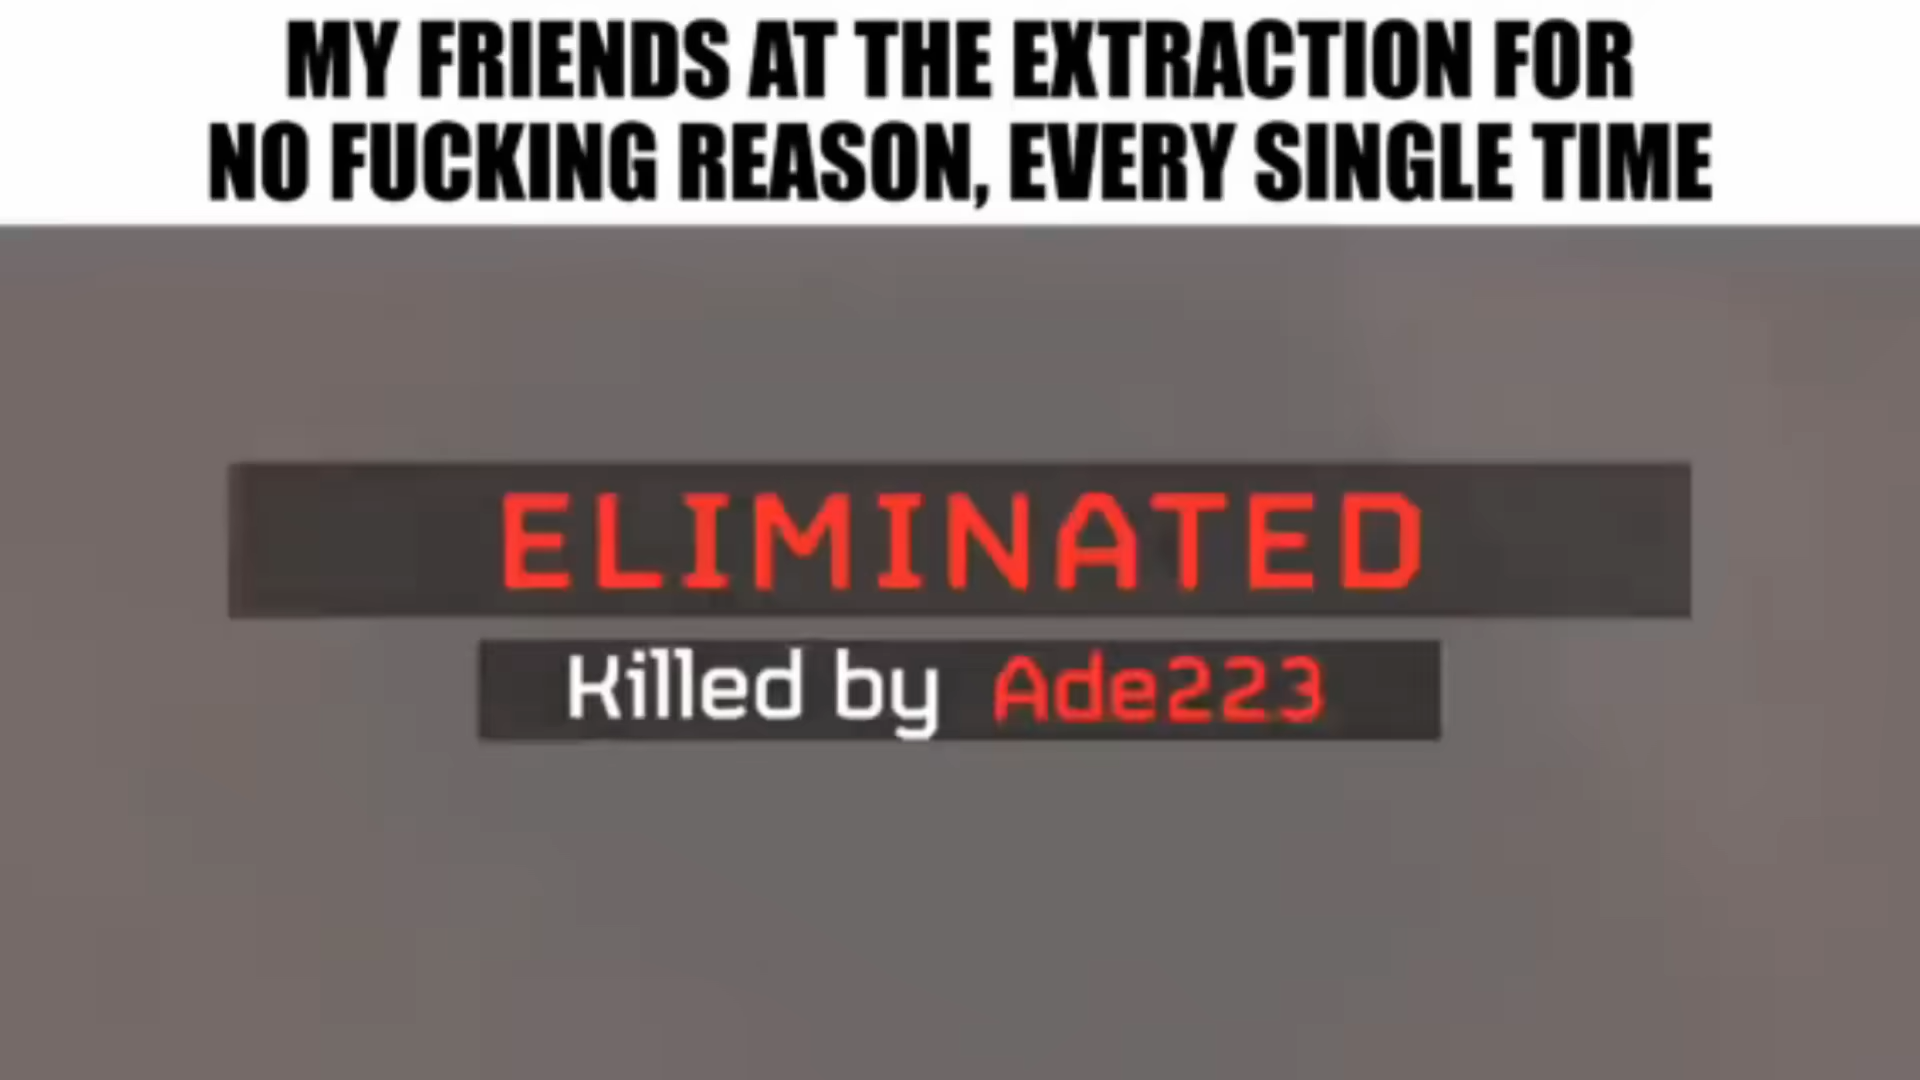 MY FRIENDS AT THE EXTRACTION FOR
NO FUCKING REASON, EVERY SINGLE TIME
ELIMINATED
Killed by Ade223